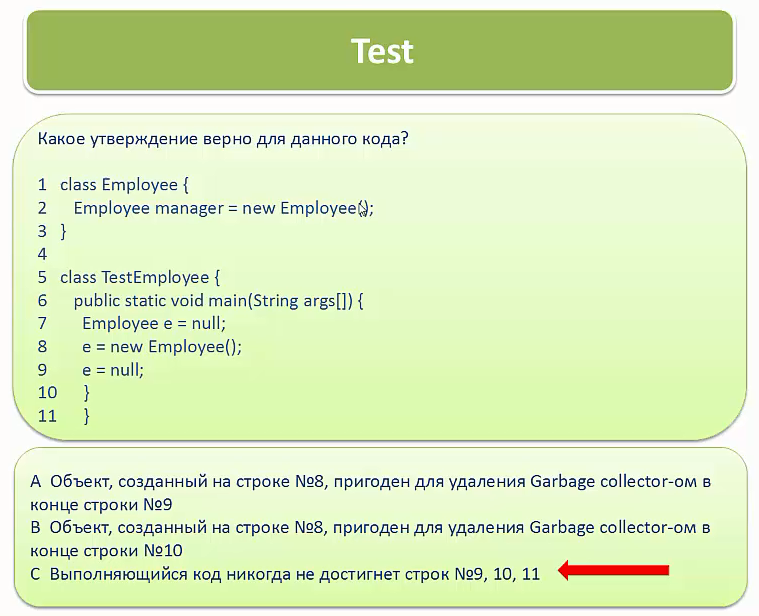 Test
Какое утверждение верно для данного кода?
1 class Employee {
2 Employee manager = new Employee();
3 }
4
5 class TestEmployee {
6 public static void main(String args[]) {
7 Employee e = null;
8 e = new Employee();
9 e = null;
10 }
11 }
A Объект, созданный на строке №8, пригоден для удаления Garbage collector-ом в
конце строки №9
B Объект, созданный на строке №8, пригоден для удаления Garbage collector-ом в
конце строки №10
C Выполняющийся код никогда не достигнет строк №9, 10, 11